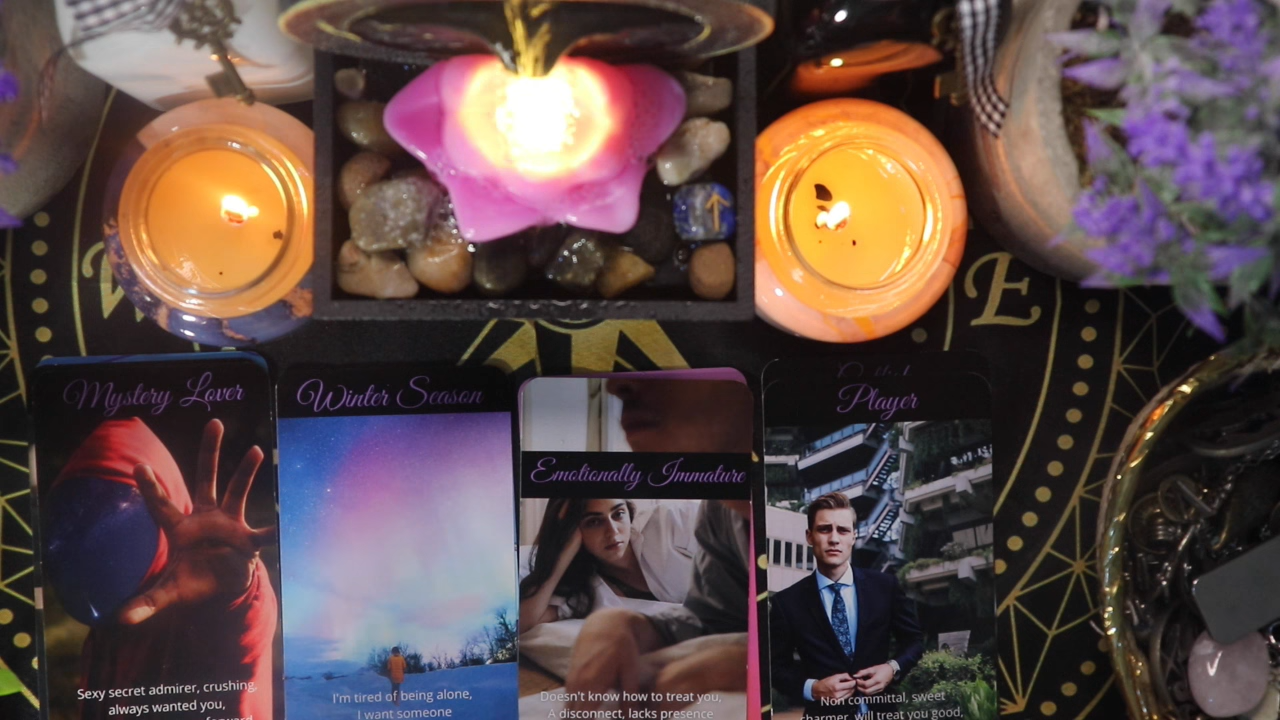 E
Mystery Lover
Sexy secret admirer, crushing,
always wanted you,
forward
Winter Season
I'm tired of being alone,
I want someone
Emotionally Immature
Doesn't know how to treat you,
A disconnect, lacks presence
Player
Non committal, sweet
charmer, will treat you good,